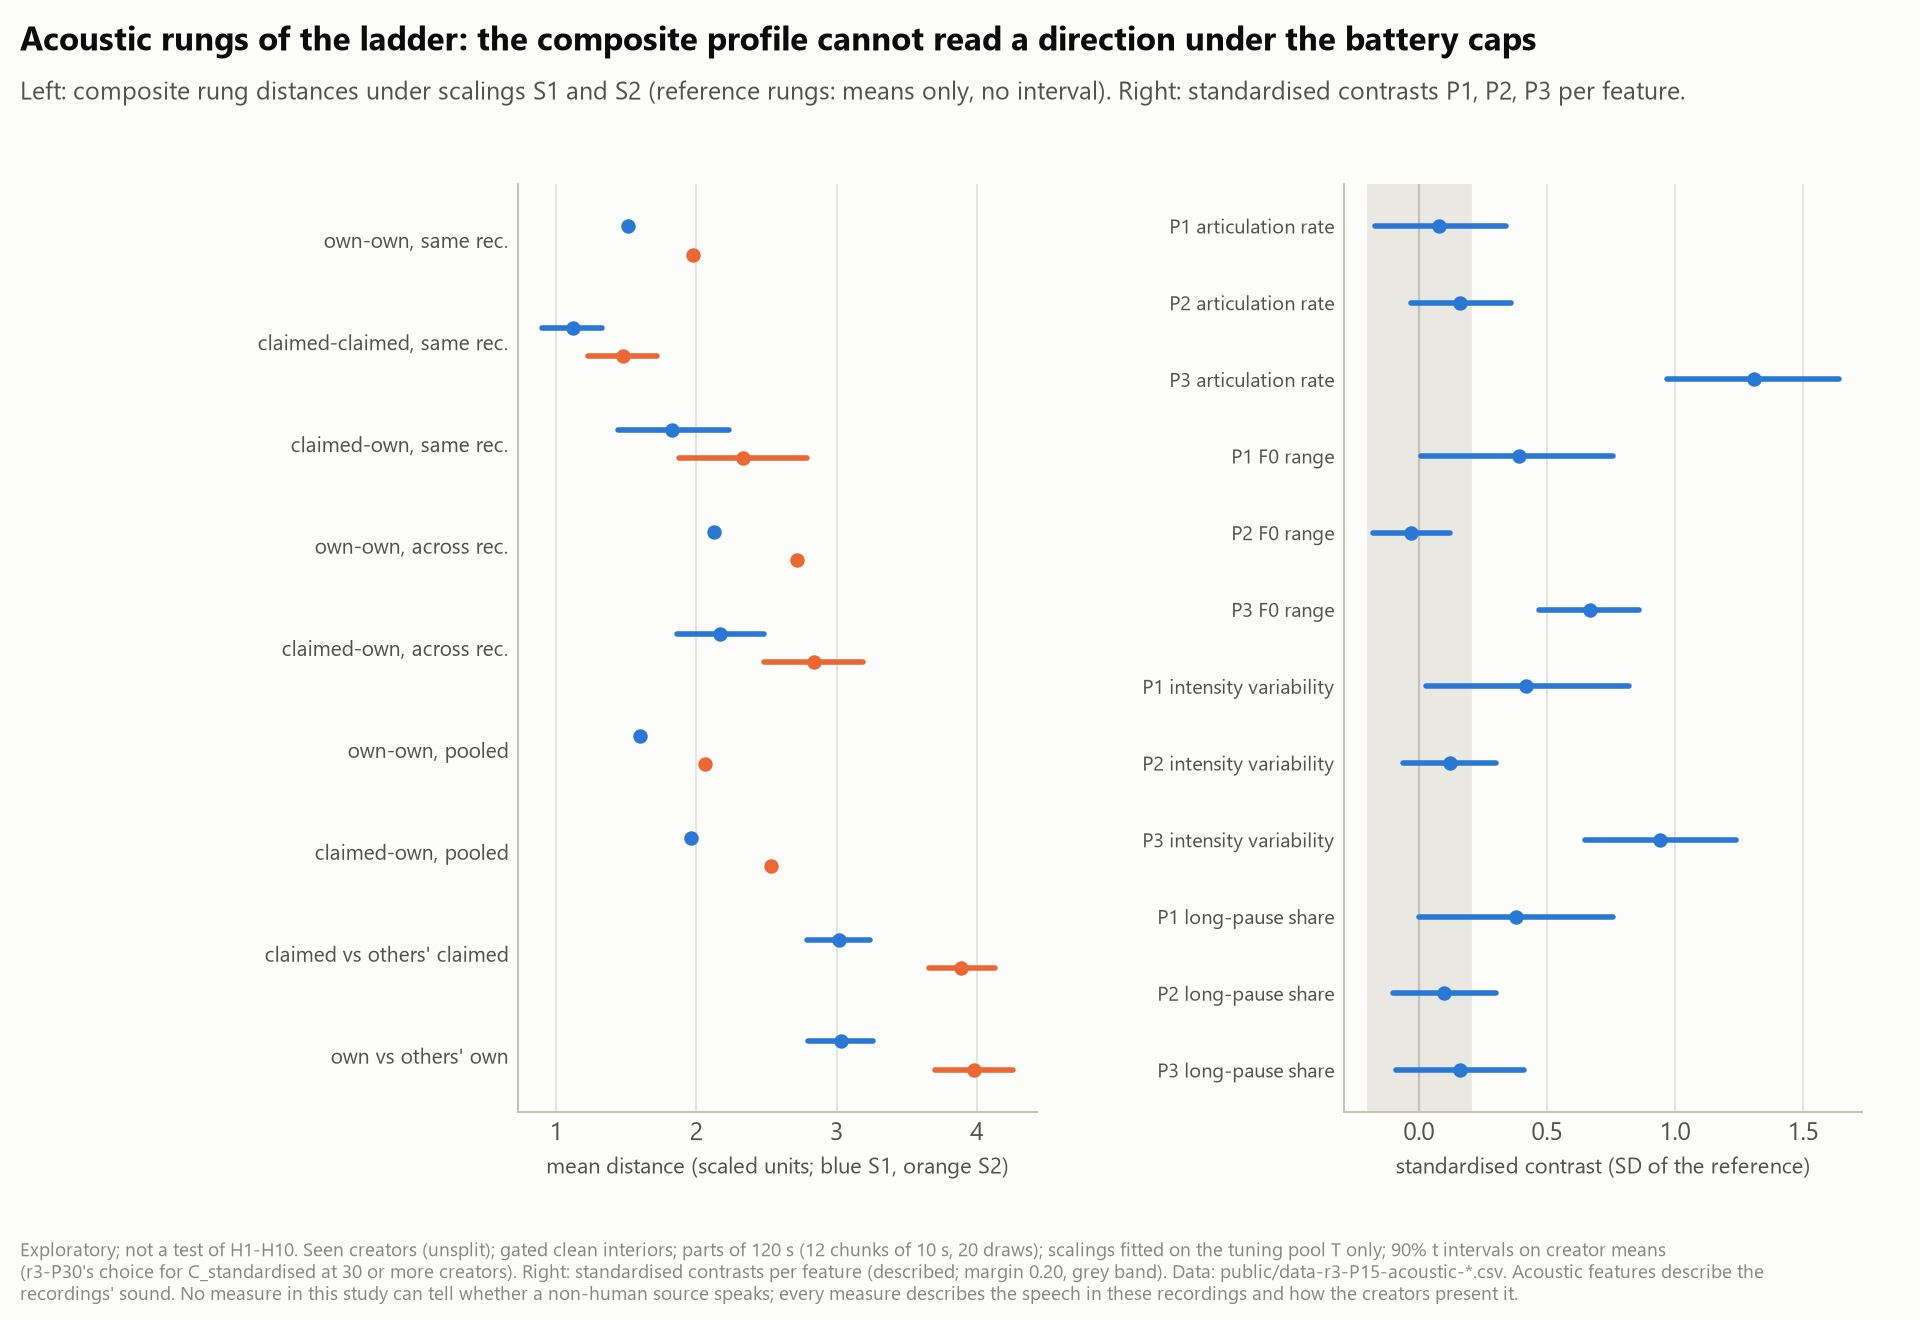 Acoustic rungs of the ladder: the composite profile cannot read a direction under the battery caps
Left: composite rung distances under scalings S1 and S2 (reference rungs: means only, no interval). Right: standardised contrasts P1, P2, P3 per feature.
own-own, same rec.
claimed-claimed, same rec.
claimed-own, same rec.
own-own, across rec.
claimed-own, across rec.
own-own, pooled
claimed-own, pooled
claimed vs others' claimed
own vs others' own
1 2 3 4
mean distance (scaled units; blue S1, orange S2)
P1 articulation rate
P2 articulation rate
P3 articulation rate
P1 F0 range
P2 F0 range
P3 F0 range
P1 intensity variability
P2 intensity variability
P3 intensity variability
P1 long-pause share
P2 long-pause share
P3 long-pause share
0.0 0.5 1.0 1.5
standardised contrast (SD of the reference)
Exploratory; not a test of H1-H10. Seen creators (unsplit); gated clean interiors; parts of 120 s (12 chunks of 10 s, 20 draws); scalings fitted on the tuning pool T only; 90% t intervals on creator means
(r3-P30's choice for C_standardised at 30 or more creators). Right: standardised contrasts per feature (described; margin 0.20, grey band). Data: public/data-r3-P15-acoustic-*.csv. Acoustic features describe the
recordings' sound. No measure in this study can tell whether a non-human source speaks; every measure describes the speech in these recordings and how the creators present it.